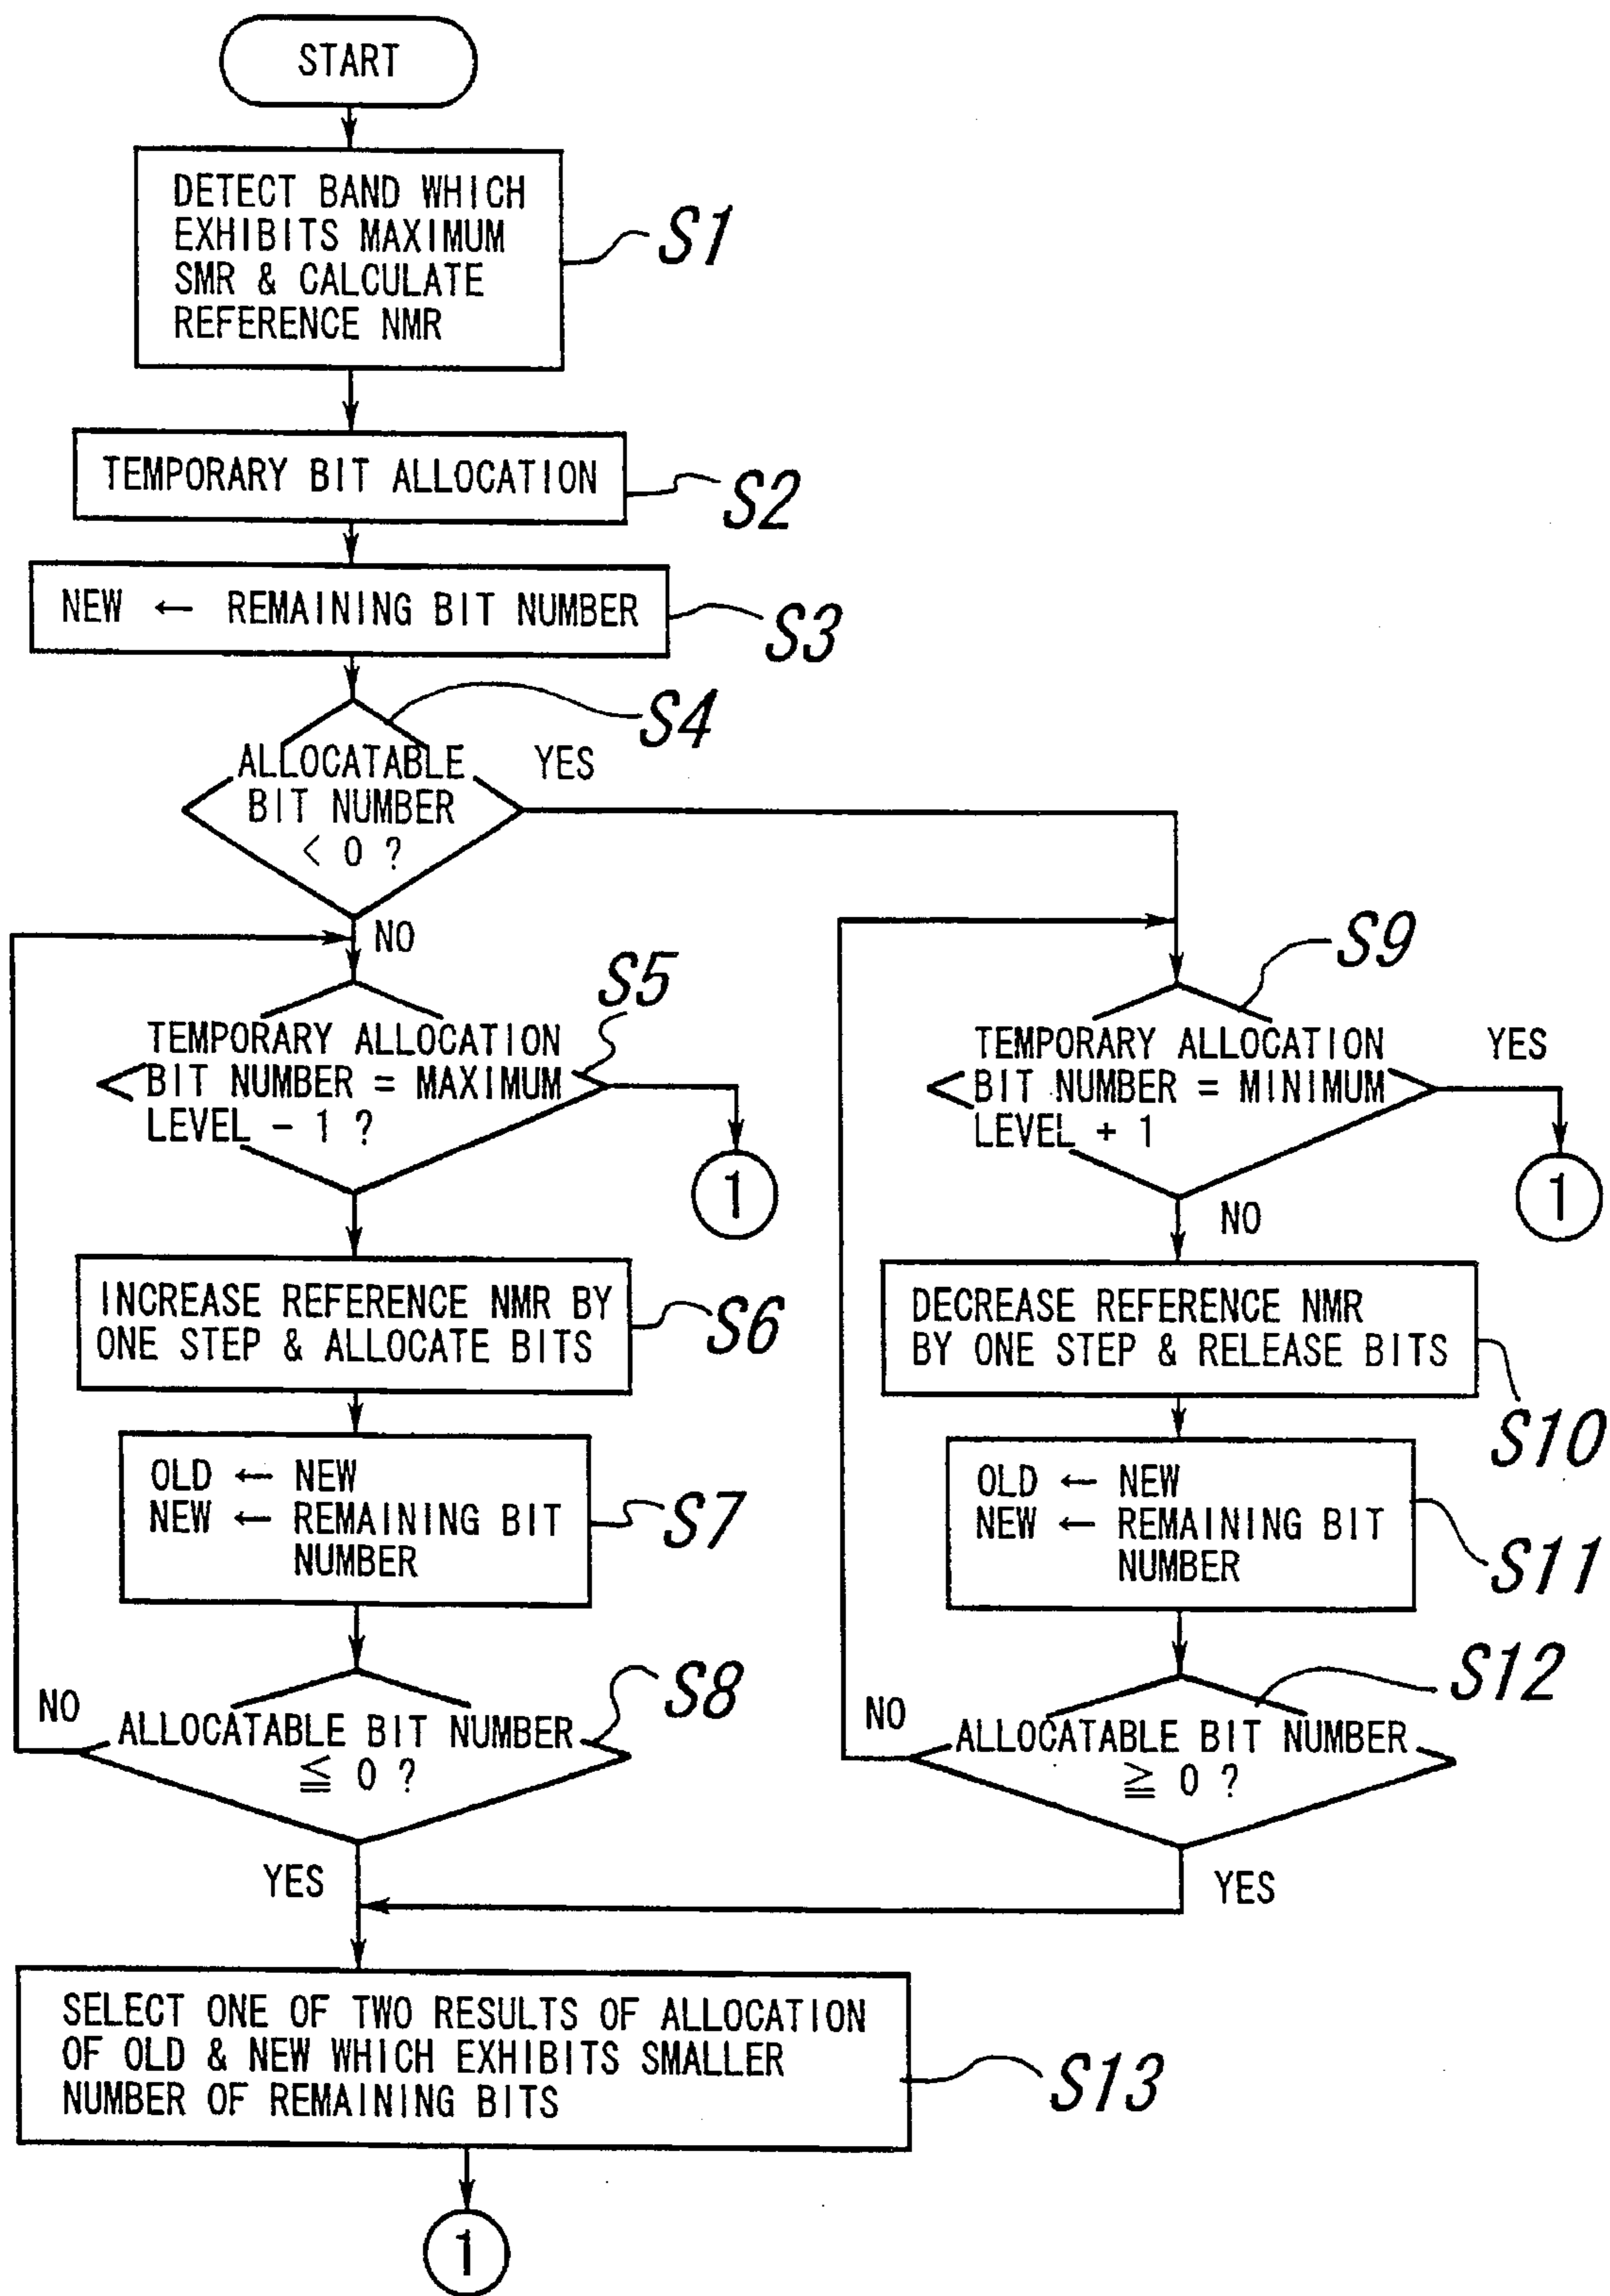 START
DETECT BAND WHICH
EXHIBITS MAXIMUM
SMR & CALCULATE
REFERENCE NMR
S1
TEMPORARY BIT ALLOCATION
S2
NEW ← REMAINING BIT NUMBER
S3
S4
ALLOCATABLE
BIT NUMBER
< 0 ?
YES
NO
S5
TEMPORARY ALLOCATION
BIT NUMBER = MAXIMUM
LEVEL - 1 ?
1
INCREASE REFERENCE NMR BY
ONE STEP & ALLOCATE BITS
S6
OLD ← NEW
NEW ← REMAINING BIT
NUMBER
S7
S8
NO
ALLOCATABLE BIT NUMBER
≦ 0 ?
YES
S9
TEMPORARY ALLOCATION
BIT NUMBER = MINIMUM
LEVEL + 1
YES
1
NO
DECREASE REFERENCE NMR
BY ONE STEP & RELEASE BITS
S10
OLD ← NEW
NEW ← REMAINING BIT
NUMBER
S11
S12
NO
ALLOCATABLE BIT NUMBER
≧ 0 ?
YES
SELECT ONE OF TWO RESULTS OF ALLOCATION
OF OLD & NEW WHICH EXHIBITS SMALLER
NUMBER OF REMAINING BITS
S13
1